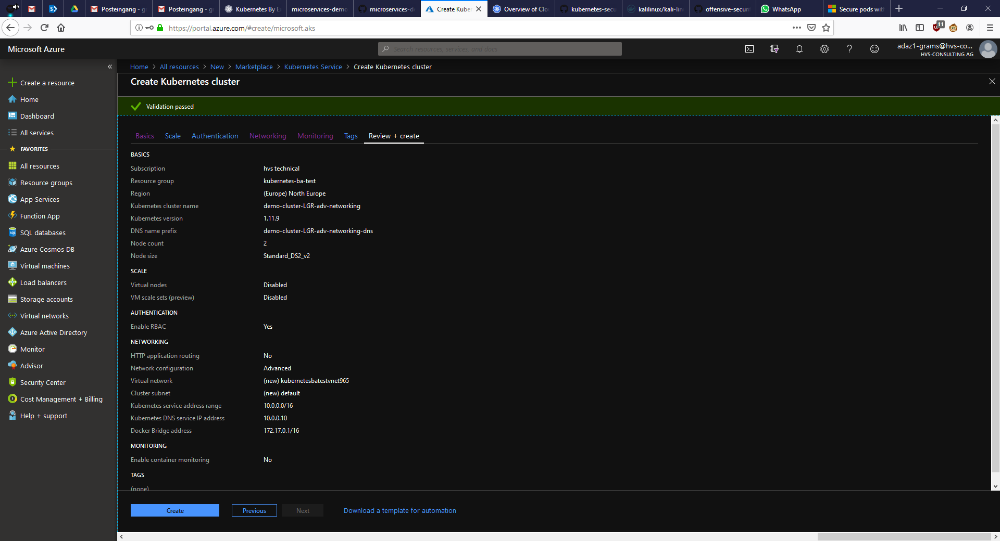 Posteingang - g
Posteingang - g
Kubernetes By E
microservices-demo
microservices-d
Create Kuber
Overview of Clo
kubernetes-secu
kalilinux/kali-lin
offensive-securi
WhatsApp
Secure pods wit
https://portal.azure.com/#create/microsoft.aks
11
Microsoft Azure
Search resources, services, and docs
adaz1-grams@hvs-co...
HVS-CONSULTING AG
Home > All resources > New > Marketplace > Kubernetes Service > Create Kubernetes cluster
Create Kubernetes cluster
Validation passed
Create a resource
Home
Dashboard
All services
FAVORITES
All resources
Resource groups
App Services
Function App
SQL databases
Azure Cosmos DB
Virtual machines
Load balancers
Storage accounts
Virtual networks
Azure Active Directory
Monitor
Advisor
Security Center
Cost Management + Billing
Help + support
Basics Scale Authentication Networking Monitoring Tags Review + create
BASICS
Subscription hvs technical
Resource group kubernetes-ba-test
Region (Europe) North Europe
Kubernetes cluster name demo-cluster-LGR-adv-networking
Kubernetes version 1.11.9
DNS name prefix demo-cluster-LGR-adv-networking-dns
Node count 2
Node size Standard_DS2_v2
SCALE
Virtual nodes Disabled
VM scale sets (preview) Disabled
AUTHENTICATION
Enable RBAC Yes
NETWORKING
HTTP application routing No
Network configuration Advanced
Virtual network (new) kubernetesbatestvnet965
Cluster subnet (new) default
Kubernetes service address range 10.0.0.0/16
Kubernetes DNS service IP address 10.0.0.10
Docker Bridge address 172.17.0.1/16
MONITORING
Enable container monitoring No
TAGS
(none)
Create Previous Next Download a template for automation